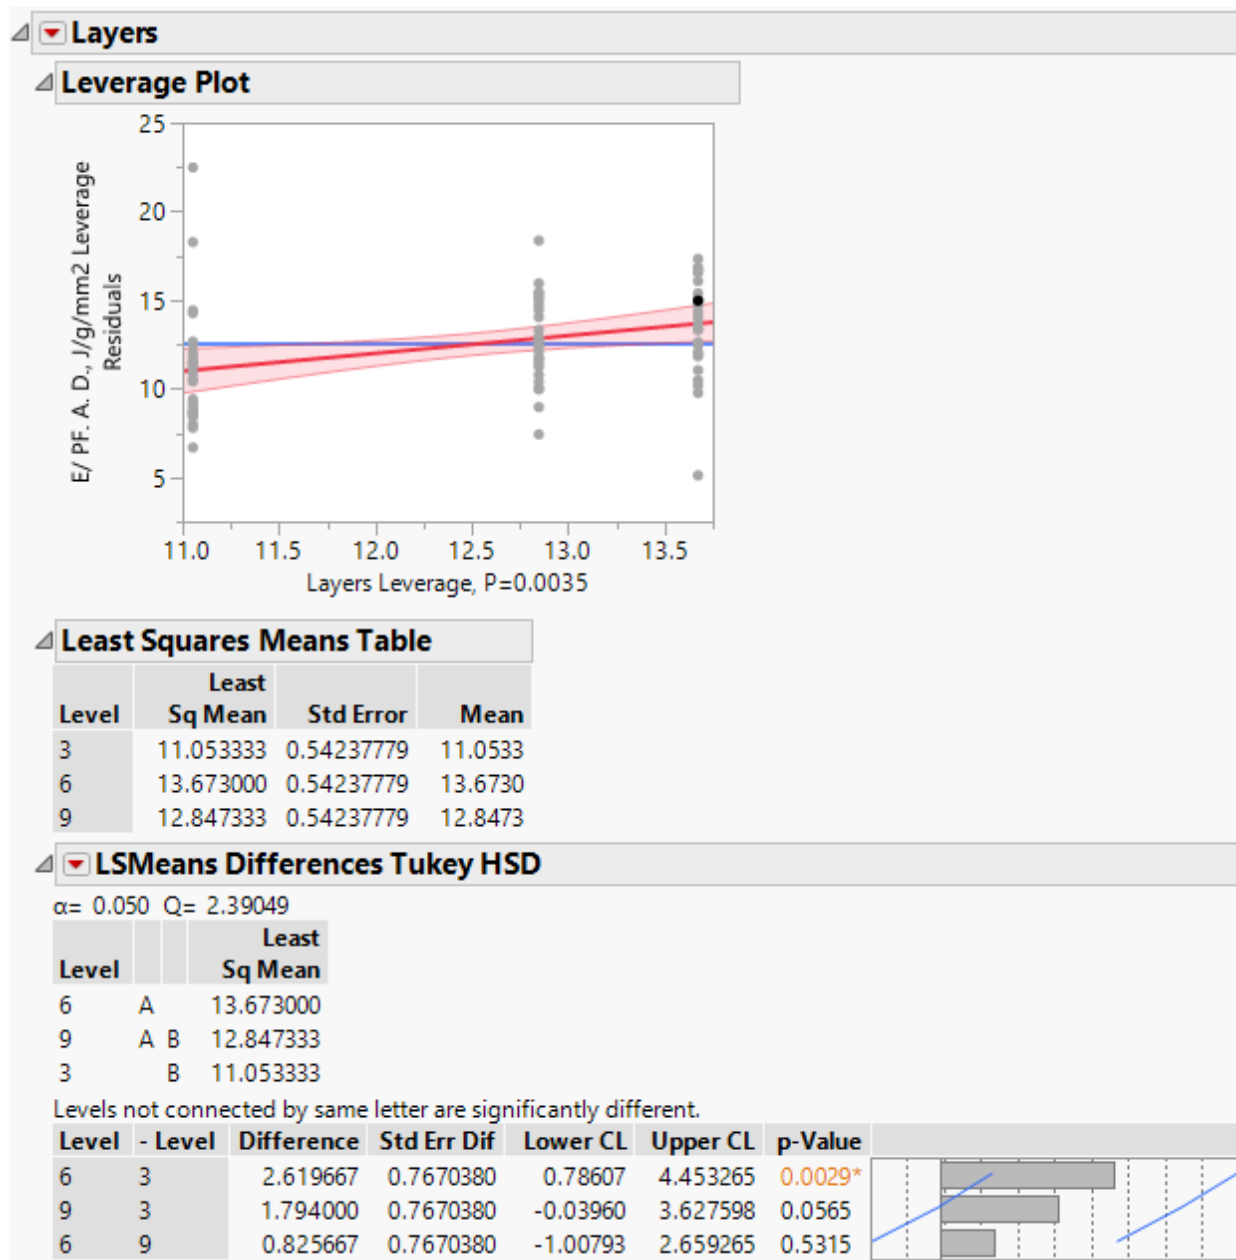 Layers
Leverage Plot
25
20
15
10
5
E/ PF. A. D., J/g/mm2 Leverage
Residuals
11.0 11.5 12.0 12.5 13.0 13.5
Layers Leverage, P=0.0035
Least Squares Means Table
Least
Level Sq Mean Std Error Mean
3 11.053333 0.54237779 11.0533
6 13.673000 0.54237779 13.6730
9 12.847333 0.54237779 12.8473
LSMeans Differences Tukey HSD
α= 0.050 Q= 2.39049
Least
Level Sq Mean
6 A 13.673000
9 A B 12.847333
3 B 11.053333
Levels not connected by same letter are significantly different.
Level - Level Difference Std Err Dif Lower CL Upper CL p-Value
6 3 2.619667 0.7670380 0.78607 4.453265 0.0029*
9 3 1.794000 0.7670380 -0.03960 3.627598 0.0565
6 9 0.825667 0.7670380 -1.00793 2.659265 0.5315